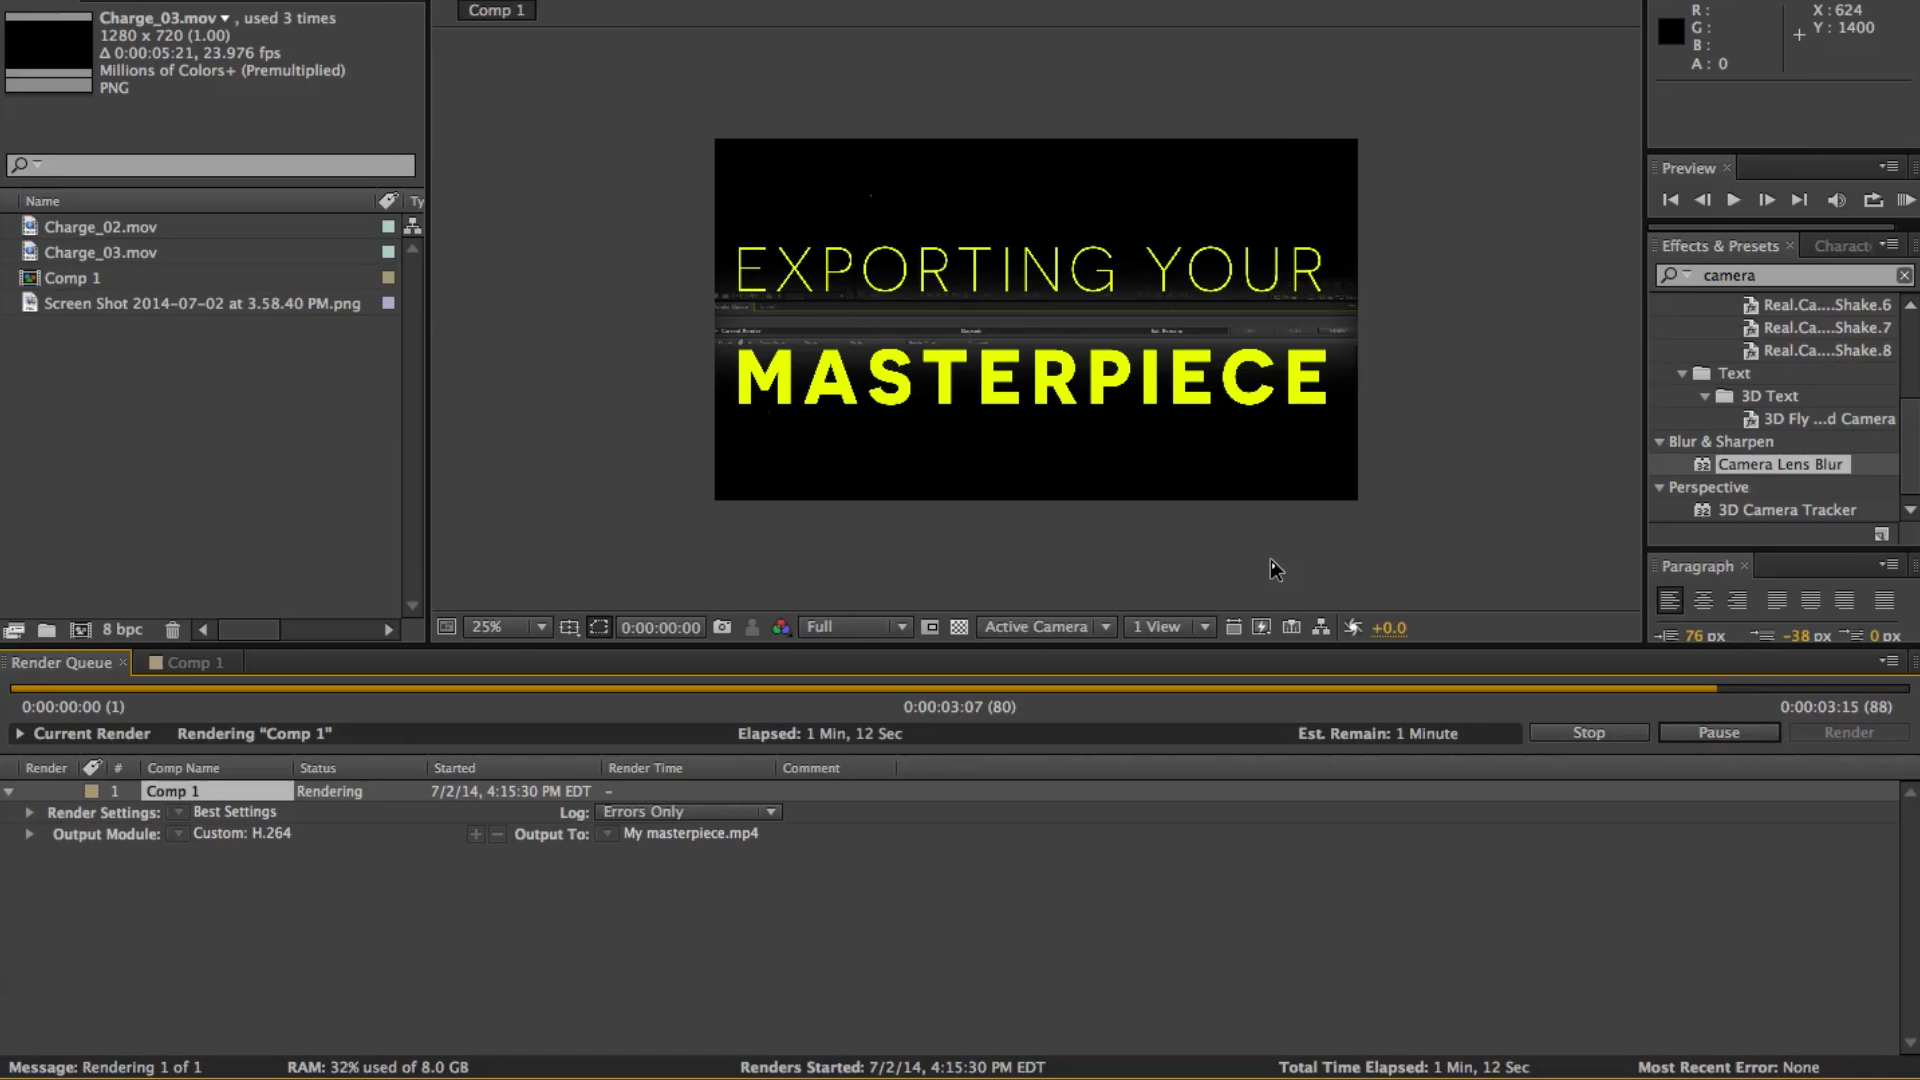 Charge_03.mov ▾ , used 3 times
1280 x 720 (1.00)
Δ 0:00:05:21, 23.976 fps
Millions of Colors+ (Premultiplied)
PNG
Name
Ty
Charge_02.mov
Charge_03.mov
Comp 1
Screen Shot 2014-07-02 at 3.58.40 PM.png
8 bpc
Comp 1
EXPORTING YOUR
MASTERPIECE
25%
0:00:00:00
Full
Active Camera
1 View
+0.0
R :
G :
B :
A : 0
X : 624
Y : 1400
Preview
Effects & Presets
Charact
camera
Real.Ca....Shake.6
Real.Ca....Shake.7
Real.Ca....Shake.8
Text
3D Text
3D Fly ...d Camera
Blur & Sharpen
Camera Lens Blur
Perspective
3D Camera Tracker
Paragraph
76 px
-38 px
0 px
Render Queue
Comp 1
0:00:00:00 (1)
0:00:03:07 (80)
0:00:03:15 (88)
Current Render
Rendering "Comp 1"
Elapsed: 1 Min, 12 Sec
Est. Remain: 1 Minute
Stop
Pause
Render
Render
#
Comp Name
Status
Started
Render Time
Comment
1
Comp 1
Rendering
7/2/14, 4:15:30 PM EDT
–
Render Settings:
Best Settings
Log:
Errors Only
Output Module:
Custom: H.264
Output To:
My masterpiece.mp4
Message: Rendering 1 of 1
RAM: 32% used of 8.0 GB
Renders Started: 7/2/14, 4:15:30 PM EDT
Total Time Elapsed: 1 Min, 12 Sec
Most Recent Error: None